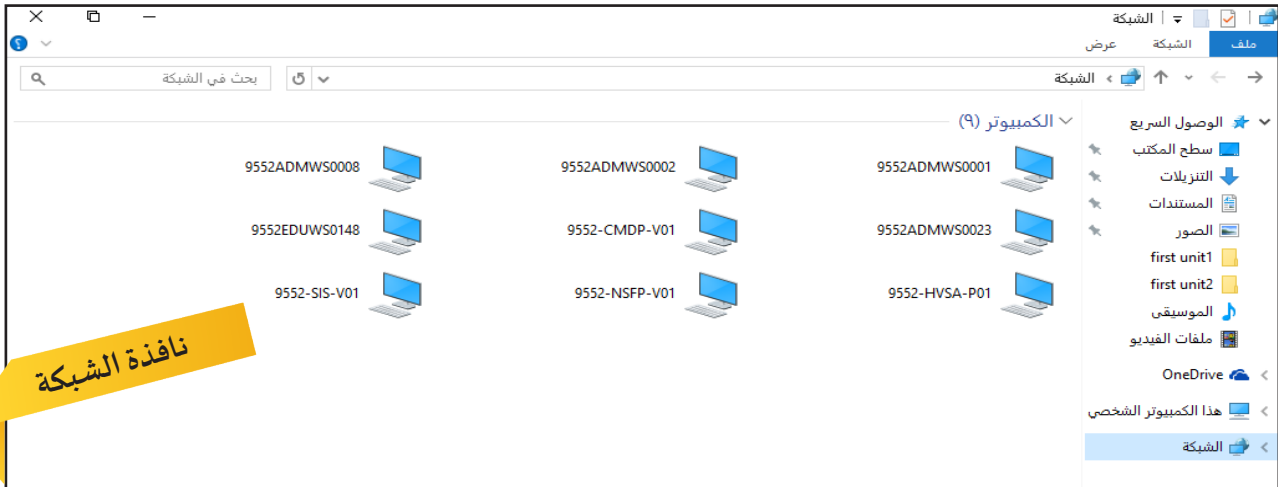 الشبكة
ملف
الشبكة
عرض
الشبكة
بحث في الشبكة
الوصول السريع
سطح المكتب
التنزيلات
المستندات
الصور
first unit1
first unit2
الموسيقى
ملفات الفيديو
OneDrive
هذا الكمبيوتر الشخصي
الشبكة
الكمبيوتر (٩)
9552ADMWS0001
9552ADMWS0002
9552ADMWS0008
9552ADMWS0023
9552-CMDP-V01
9552EDUWS0148
9552-HVSA-P01
9552-NSFP-V01
9552-SIS-V01
نافذة الشبكة